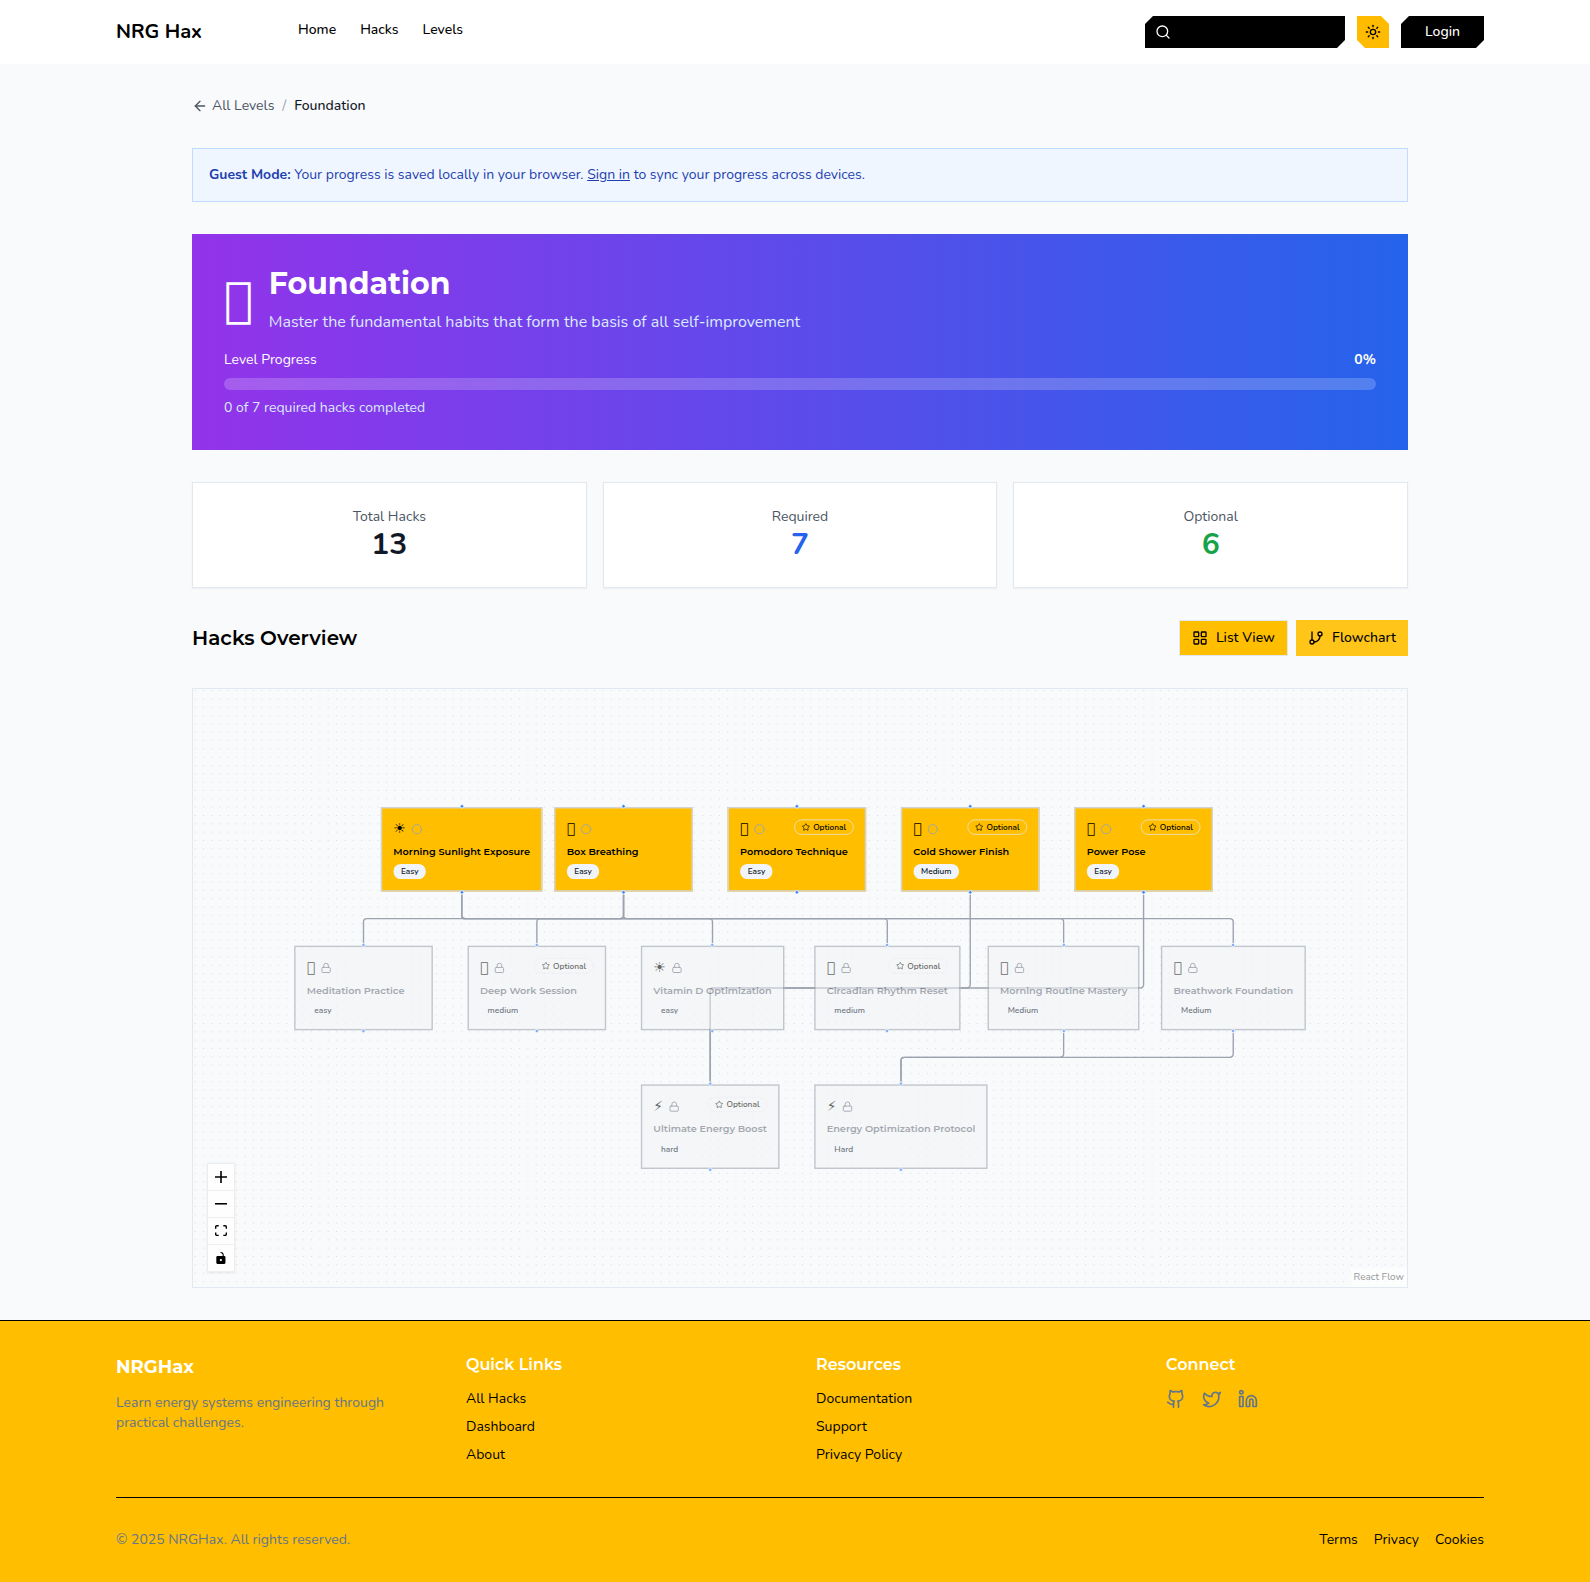 NRG Hax
Home
Hacks
Levels
Login
All Levels / Foundation
Guest Mode: Your progress is saved locally in your browser. Sign in to sync your progress across devices.
Foundation
Master the fundamental habits that form the basis of all self-improvement
Level Progress
0%
0 of 7 required hacks completed
Total Hacks
13
Required
7
Optional
6
Hacks Overview
List View
Flowchart
Morning Sunlight Exposure
Easy
Box Breathing
Easy
Optional
Pomodoro Technique
Easy
Optional
Cold Shower Finish
Medium
Optional
Power Pose
Easy
Meditation Practice
easy
Optional
Deep Work Session
medium
Vitamin D Optimization
easy
Optional
Circadian Rhythm Reset
medium
Morning Routine Mastery
Medium
Breathwork Foundation
Medium
Optional
Ultimate Energy Boost
hard
Energy Optimization Protocol
Hard
React Flow
NRGHax
Learn energy systems engineering through
practical challenges.
Quick Links
All Hacks
Dashboard
About
Resources
Documentation
Support
Privacy Policy
Connect
© 2025 NRGHax. All rights reserved.
Terms
Privacy
Cookies